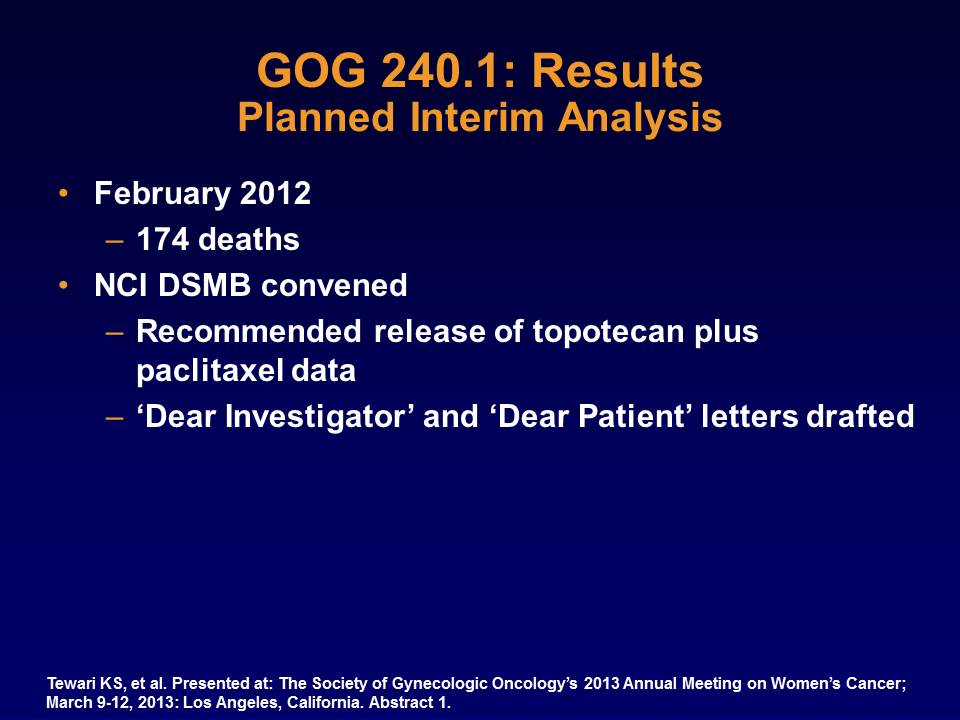 GOG 240.1: Results
Planned Interim Analysis
• February 2012
– 174 deaths
• NCI DSMB convened
– Recommended release of topotecan plus
paclitaxel data
– ‘Dear Investigator’ and ‘Dear Patient’ letters drafted
Tewari KS, et al. Presented at: The Society of Gynecologic Oncology’s 2013 Annual Meeting on Women’s Cancer;
March 9-12, 2013: Los Angeles, California. Abstract 1.